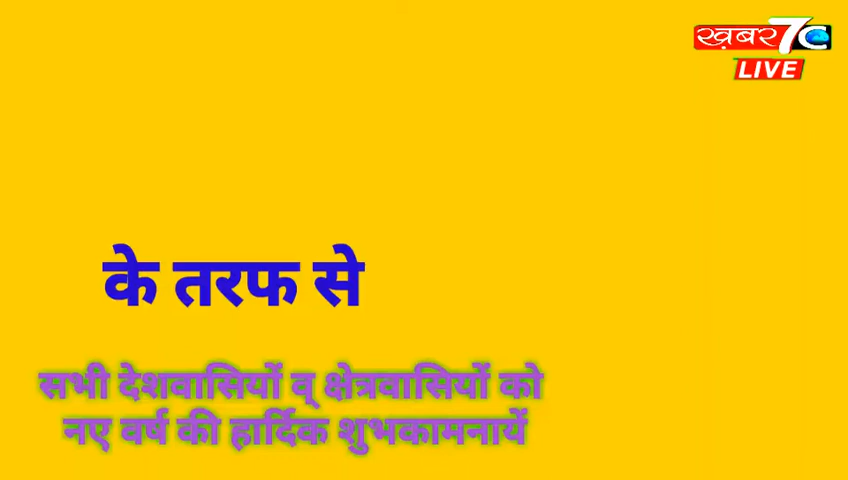 ख़बर 7C
LIVE
के तरफ से
सभी देशवासियों व् क्षेत्रवासियों को
नए वर्ष की हार्दिक शुभकामनायें